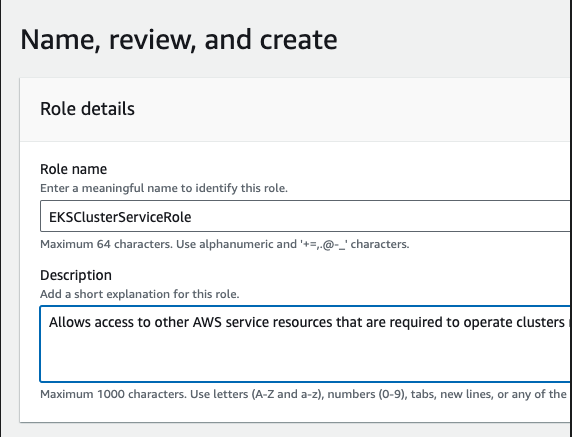 Name, review, and create
Role details
Role name
Enter a meaningful name to identify this role.
EKSClusterServiceRole
Maximum 64 characters. Use alphanumeric and '+=,.@-_' characters.
Description
Add a short explanation for this role.
Allows access to other AWS service resources that are required to operate clusters
Maximum 1000 characters. Use letters (A-Z and a-z), numbers (0-9), tabs, new lines, or any of the